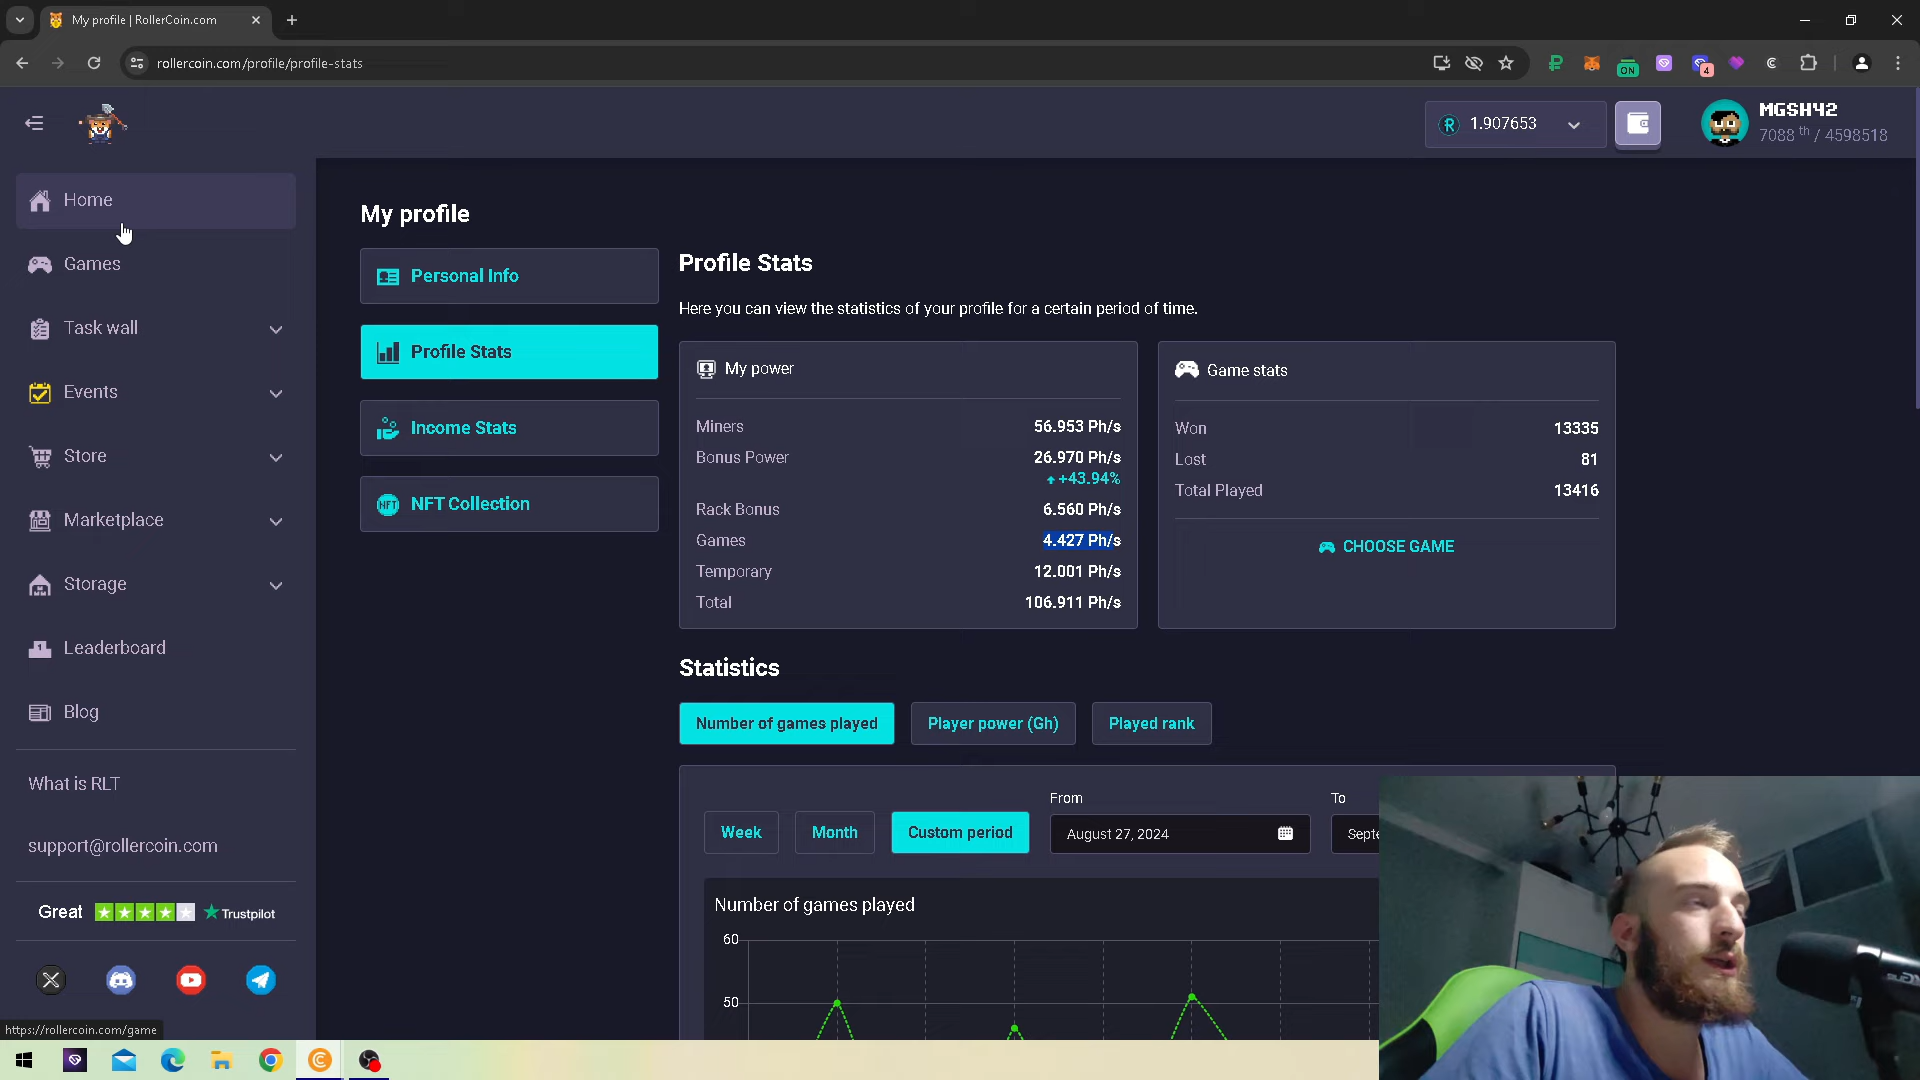 My profile | RollerCoin.com
rollercoin.com/profile/profile-stats
ON
4
1.907653
MGSH42
7088 th / 4598518
Home
Games
Task wall
Events
Store
Marketplace
Storage
Leaderboard
Blog
What is RLT
support@rollercoin.com
Great
Trustpilot
https://rollercoin.com/game
My profile
Personal Info
Profile Stats
Income Stats
NFT
NFT Collection
Profile Stats
Here you can view the statistics of your profile for a certain period of time.
My power
Miners 56.953 Ph/s
Bonus Power 26.970 Ph/s
+43.94%
Rack Bonus 6.560 Ph/s
Games 4.427 Ph/s
Temporary 12.001 Ph/s
Total 106.911 Ph/s
Game stats
Won 13335
Lost 81
Total Played 13416
CHOOSE GAME
Statistics
Number of games played
Player power (Gh)
Played rank
Week
Month
Custom period
From
August 27, 2024
To
Septe
Number of games played
60
50